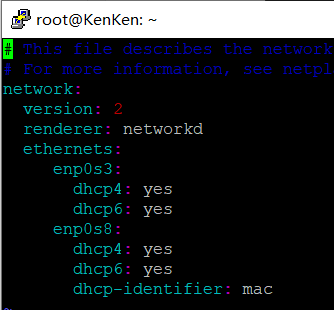 root@KenKen: ~
# This file describes the network
# For more information, see netpl
network:
  version: 2
  renderer: networkd
  ethernets:
     enp0s3:
       dhcp4: yes
       dhcp6: yes
     enp0s8:
       dhcp4: yes
       dhcp6: yes
       dhcp-identifier: mac
~